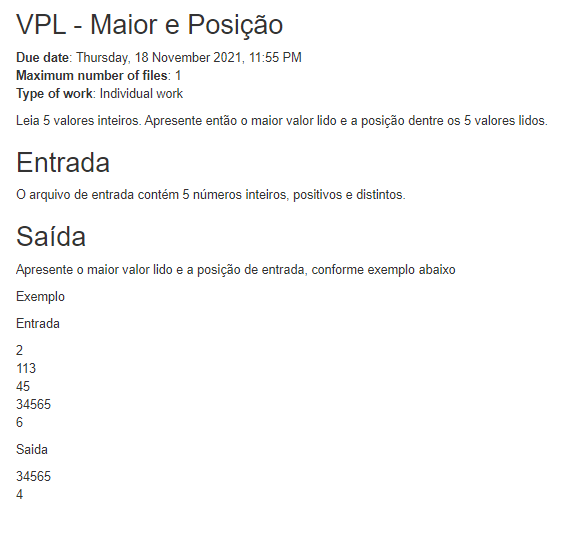 VPL - Maior e Posição
Due date: Thursday, 18 November 2021, 11:55 PM
Maximum number of files: 1
Type of work: Individual work
Leia 5 valores inteiros. Apresente então o maior valor lido e a posição dentre os 5 valores lidos.
Entrada
O arquivo de entrada contém 5 números inteiros, positivos e distintos.
Saída
Apresente o maior valor lido e a posição de entrada, conforme exemplo abaixo
Exemplo
Entrada
2
113
45
34565
6
Saida
34565
4